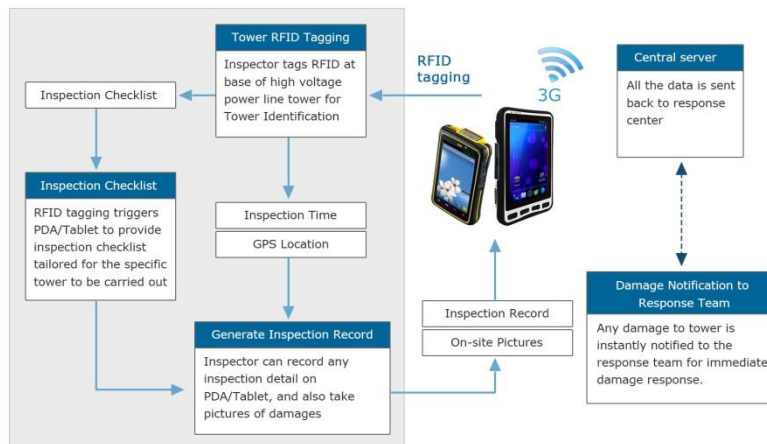 Tower RFID Tagging
Inspector tags RFID at
base of high voltage
power line tower for
Tower Identification
Inspection Checklist
Inspection Checklist
RFID tagging triggers
PDA/Tablet to provide
inspection checklist
tailored for the specific
tower to be carried out
Inspection Time
GPS Location
Generate Inspection Record
Inspector can record any
inspection detail on
PDA/Tablet, and also take
pictures of damages
RFID
tagging
3G
Inspection Record
On-site Pictures
Central server
All the data is sent
back to response
center
Damage Notification to
Response Team
Any damage to tower is
instantly notified to the
response team for immediate
damage response.